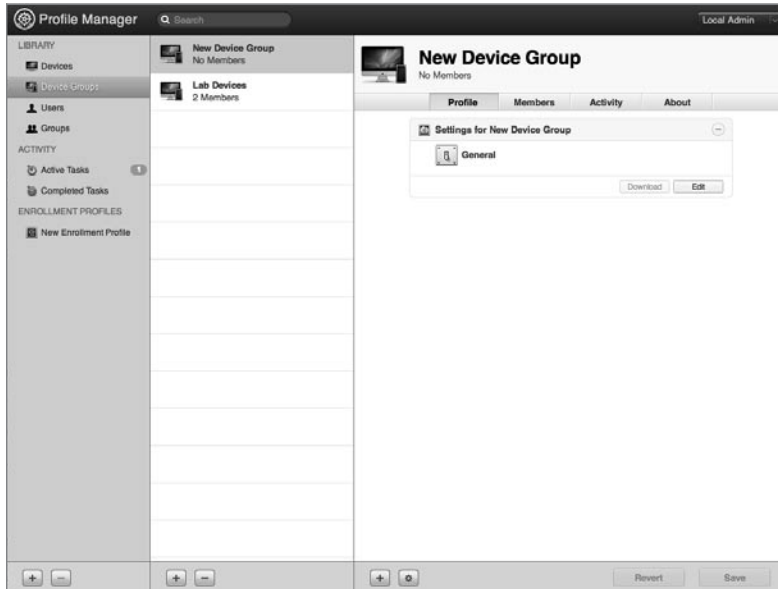 Profile Manager
Search
Local Admin
LIBRARY
Devices
Device Groups
Users
Groups
ACTIVITY
Active Tasks
1
Completed Tasks
ENROLLMENT PROFILES
New Enrollment Profile
New Device Group
No Members
Lab Devices
2 Members
New Device Group
No Members
Profile Members Activity About
Settings for New Device Group
General
Download Edit
Revert Save